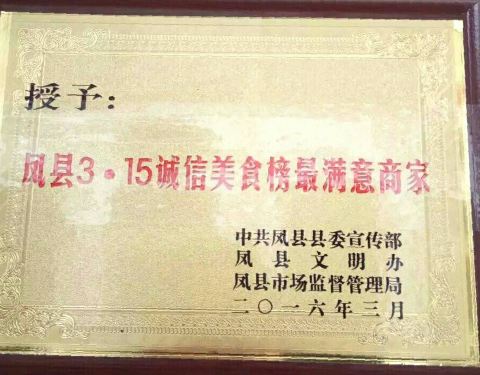 授予：
凤县3·15诚信美食榜最满意商家
中共凤县县委宣传部
凤县文明办
凤县市场监督管理局
二〇一六年三月